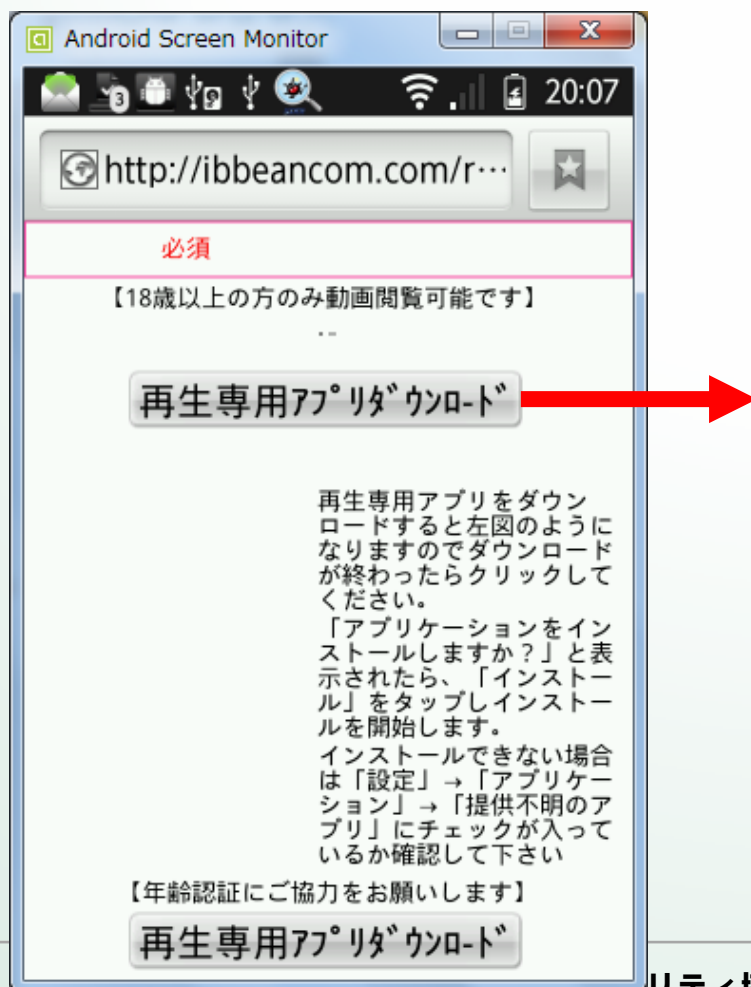 Android Screen Monitor
3
20:07
http://ibbeancom.com/r…
必須
【18歳以上の方のみ動画閲覧可能です】
再生専用ｱﾌﾟﾘﾀﾞｳﾝﾛｰﾄﾞ
再生専用アプリをダウン
ロードすると左図のように
なりますのでダウンロード
が終わったらクリックして
ください。
「アプリケーションをイン
ストールしますか？」と表
示されたら、「インストー
ル」をタップしインストー
ルを開始します。
インストールできない場合
は「設定」→「アプリケー
ション」→「提供不明のア
プリ」にチェックが入って
いるか確認して下さい
【年齢認証にご協力をお願いします】
再生専用ｱﾌﾟﾘﾀﾞｳﾝﾛｰﾄﾞ
リティ